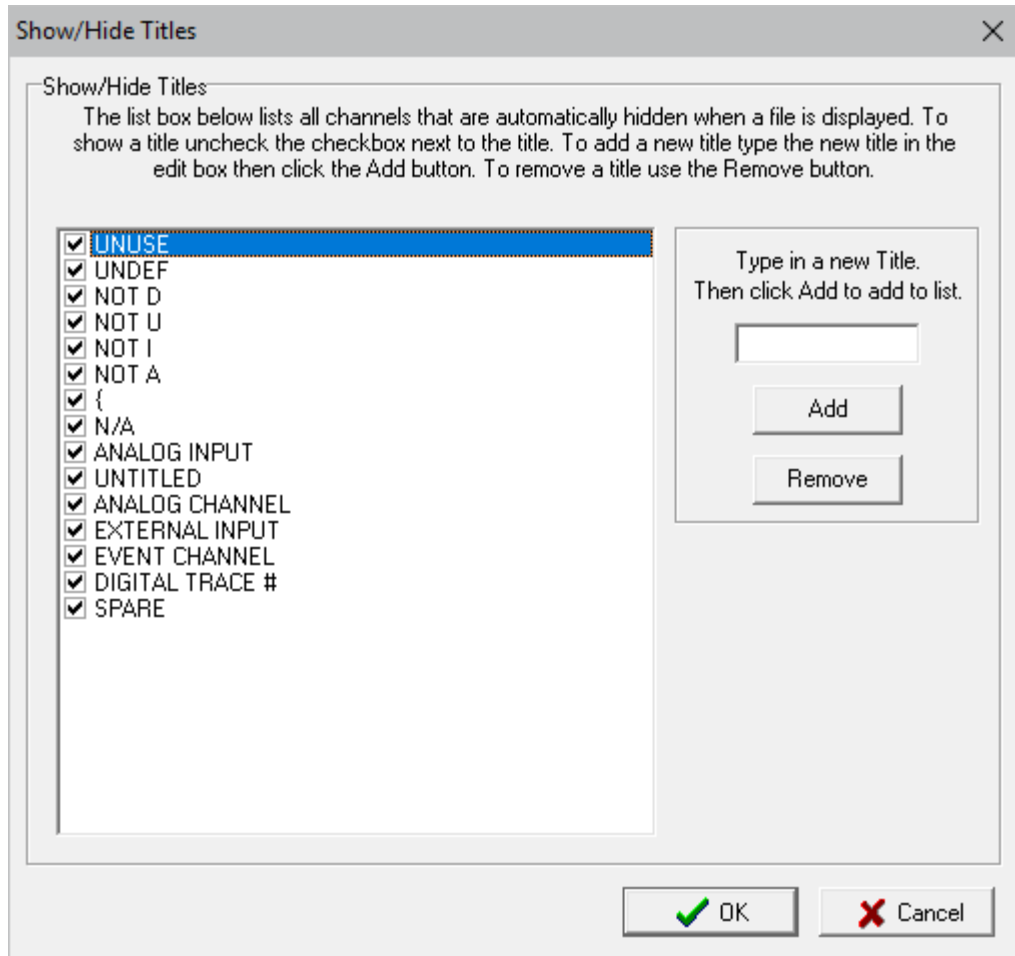 Show/Hide Titles
Show/Hide Titles
The list box below lists all channels that are automatically hidden when a file is displayed. To
show a title uncheck the checkbox next to the title. To add a new title type the new title in the
edit box then click the Add button. To remove a title use the Remove button.
UNUSE
UNDEF
NOT D
NOT U
NOT I
NOT A
{
N/A
ANALOG INPUT
UNTITLED
ANALOG CHANNEL
EXTERNAL INPUT
EVENT CHANNEL
DIGITAL TRACE #
SPARE
Type in a new Title.
Then click Add to add to list.
Add
Remove
OK
Cancel